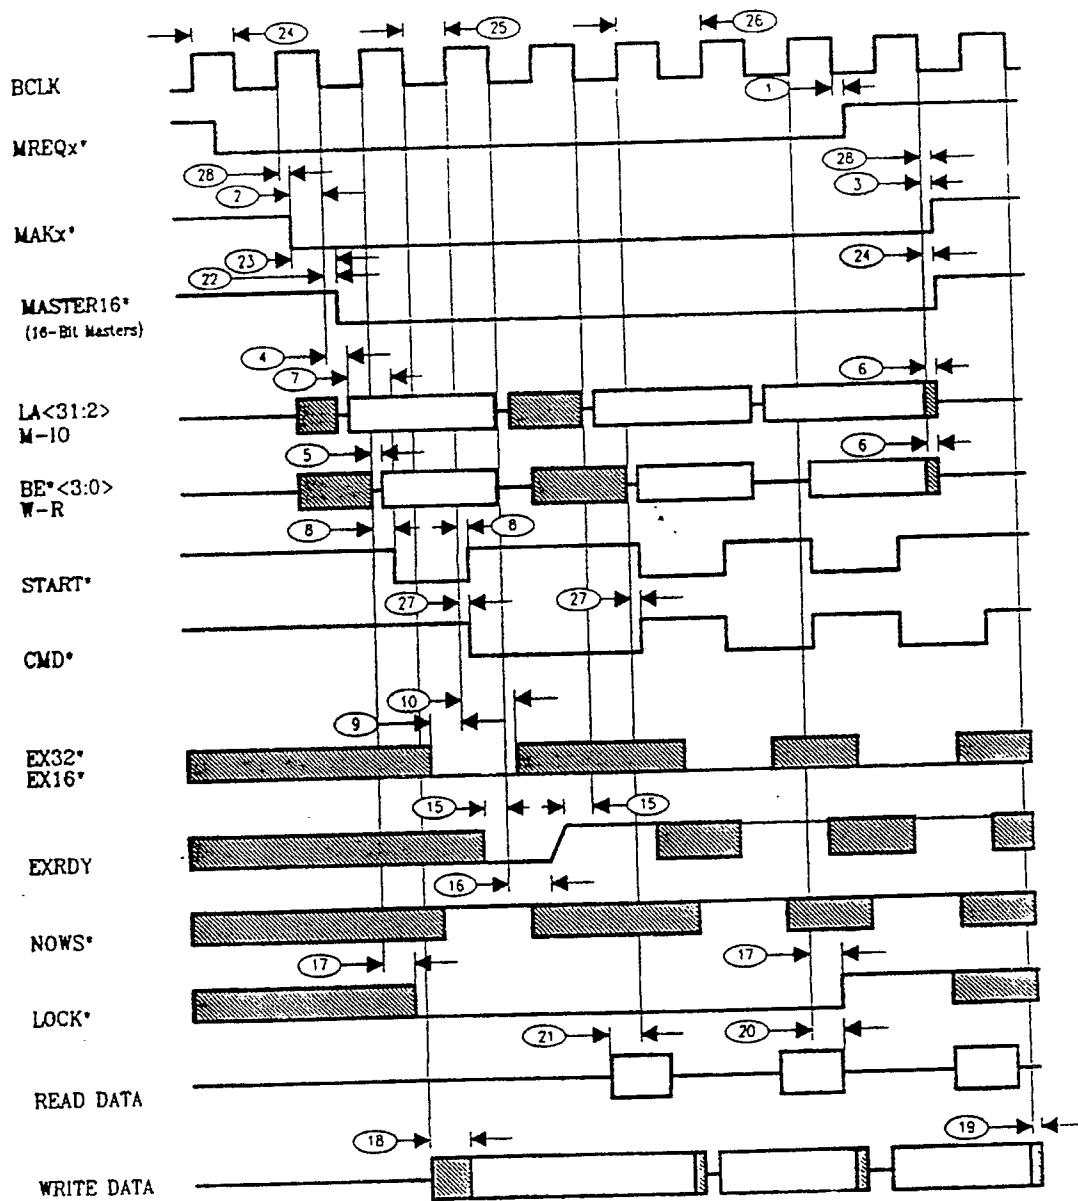 24
25
26
BCLK
1
MREQx*
28
28
2
3
MAKx*
23
24
22
MASTER16*
(16-Bit Masters)
4
7
6
LA<31:2>
M-IO
5
6
BE*<3:0>
W-R
8
8
START*
27
27
CMD*
10
9
EX32*
EX16*
15
15
EXRDY
16
NOWS*
17
17
LOCK*
21
20
READ DATA
18
19
WRITE DATA